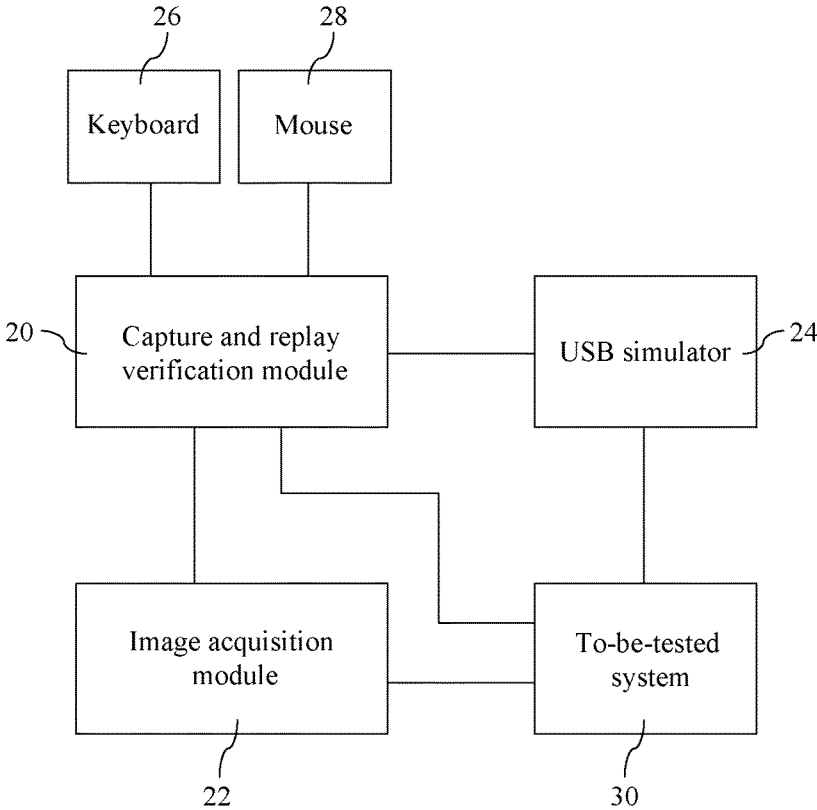 26
28
Keyboard
Mouse
20
Capture and replay
verification module
USB simulator
24
Image acquisition
module
To-be-tested
system
22
30